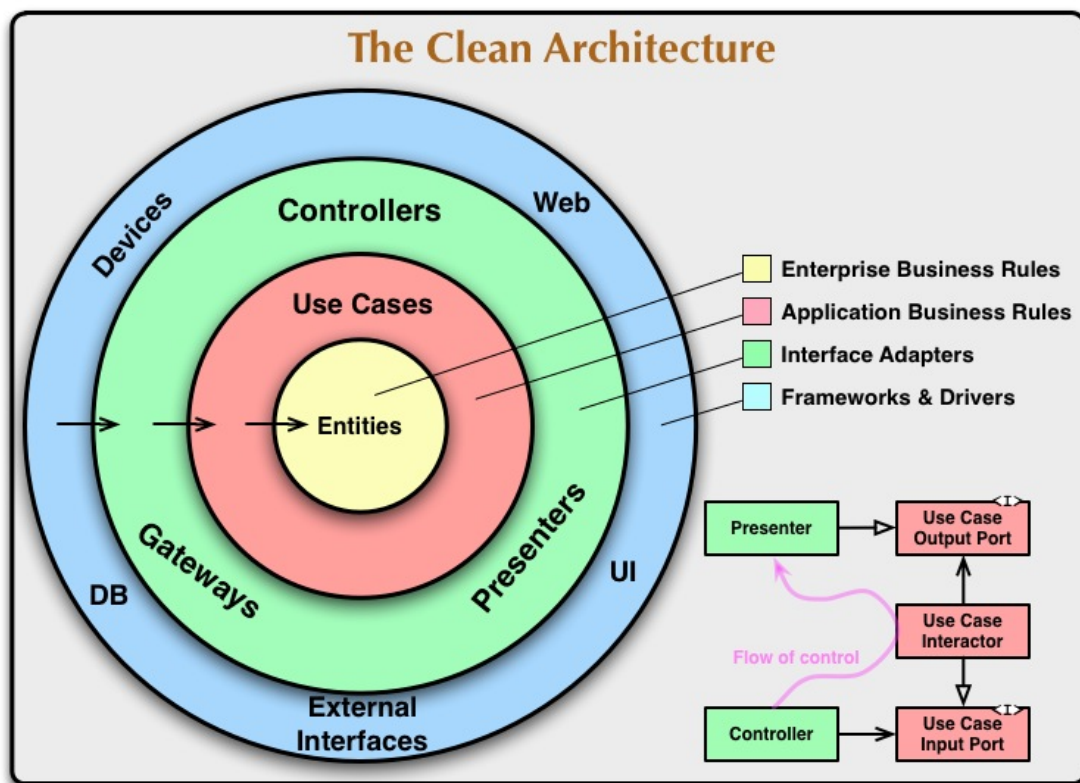 The Clean Architecture
Devices
Web
Controllers
Use Cases
Entities
Gateways
Presenters
DB
UI
External
Interfaces
Enterprise Business Rules
Application Business Rules
Interface Adapters
Frameworks & Drivers
Presenter
<I>
Use Case
Output Port
Use Case
Interactor
Flow of control
Controller
<I>
Use Case
Input Port